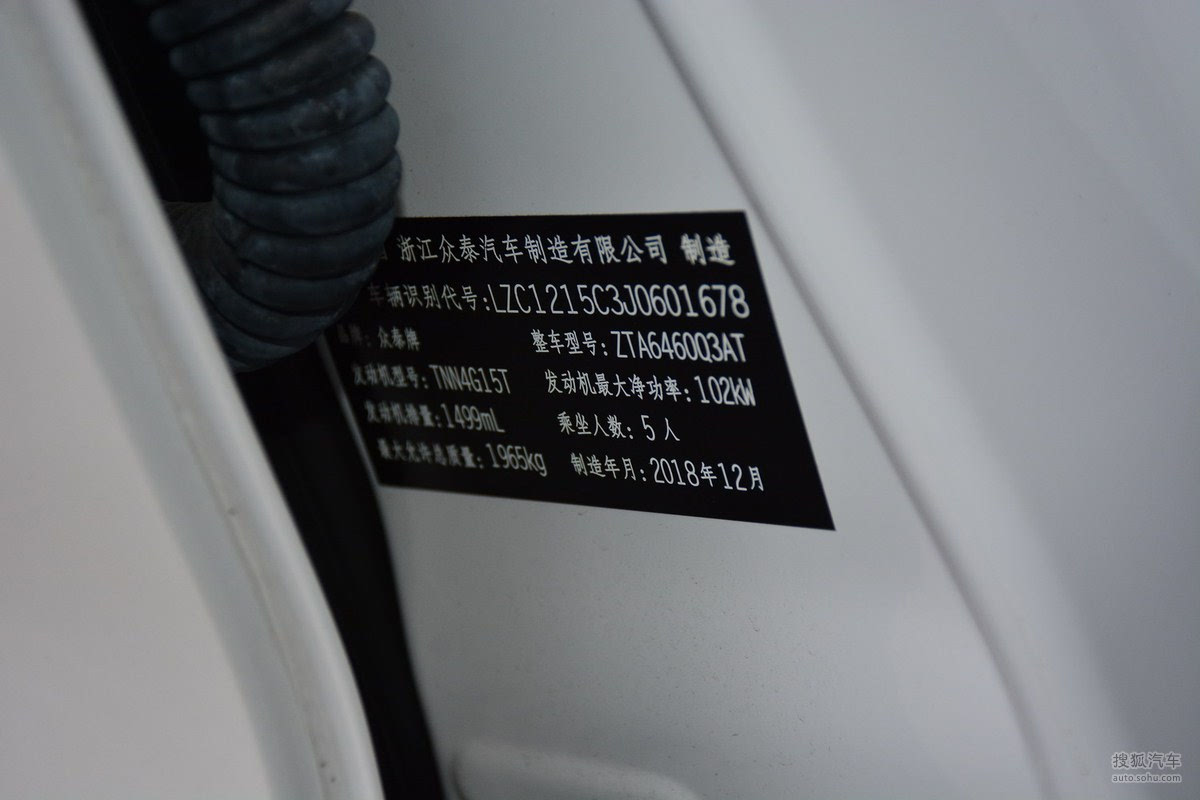 浙江众泰汽车制造有限公司 制造
车辆识别代号:LZC1215C3J0601678
品牌: 众泰牌 整车型号: ZTA6460Q3AT
发动机型号: TNN4G15T 发动机最大净功率: 102kW
发动机排量: 1499mL 乘坐人数: 5人
最大允许总质量: 1965kg 制造年月: 2018年12月
搜狐汽车
auto.sohu.com